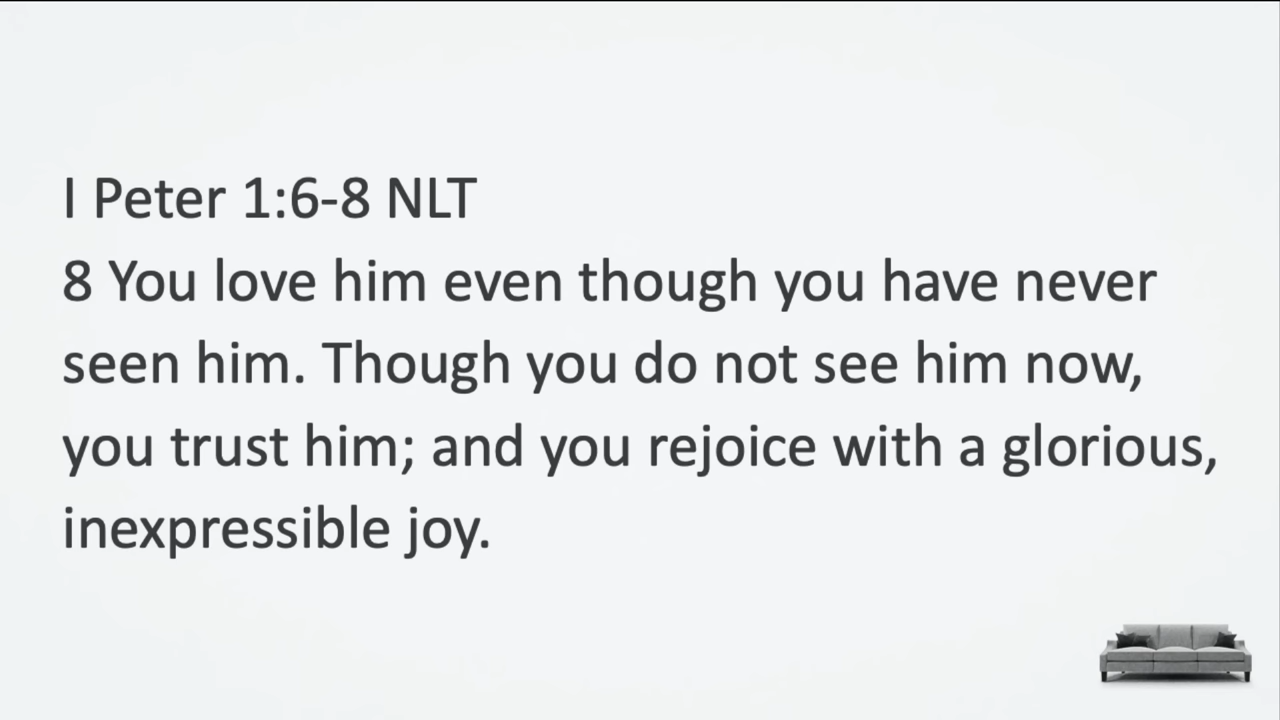 I Peter 1:6-8 NLT
8 You love him even though you have never
seen him. Though you do not see him now,
you trust him; and you rejoice with a glorious,
inexpressible joy.